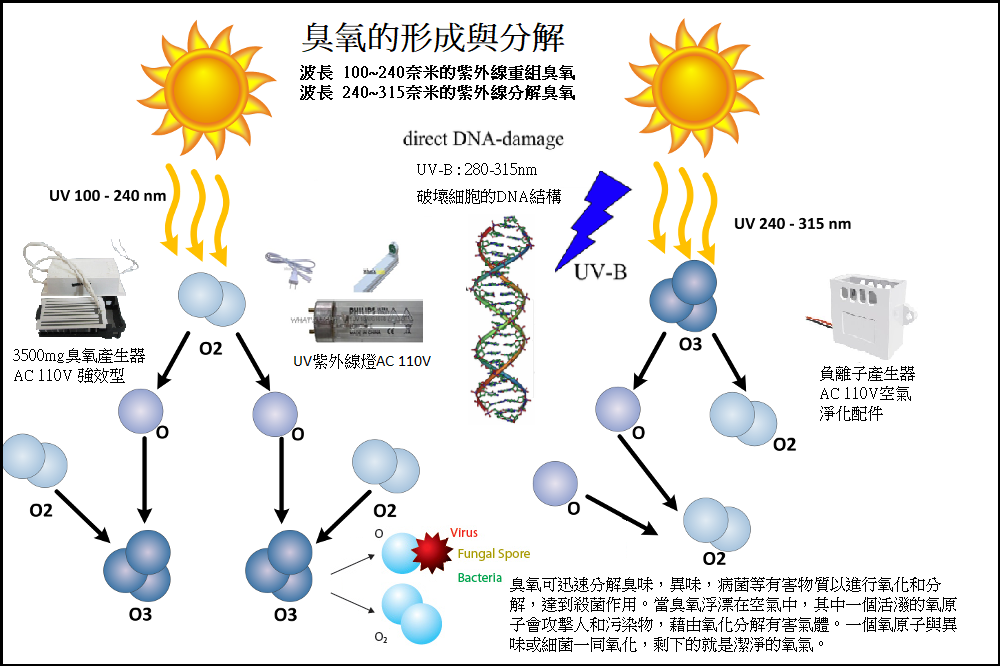 臭氧的形成與分解
波長 100~240奈米的紫外線重組臭氧
波長 240~315奈米的紫外線分解臭氧
direct DNA-damage
UV-B : 280-315nm
破壞細胞的DNA結構
UV 100 - 240 nm
UV 240 - 315 nm
UV-B
O2
O3
3500mg臭氧產生器
AC 110V 強效型
PHILIPS
UV紫外線燈AC 110V
負離子產生器
AC 110V空氣
淨化配件
O
O
O
O2
O2
O2
O
O2
O3
O3
O
Virus
Fungal Spore
Bacteria
O₂
臭氧可迅速分解臭味，異味，病菌等有害物質以進行氧化和分
解，達到殺菌作用。當臭氧浮漂在空氣中，其中一個活潑的氧原
子會攻擊人和污染物，藉由氧化分解有害氣體。一個氧原子與異
味或細菌一同氧化，剩下的就是潔淨的氧氣。